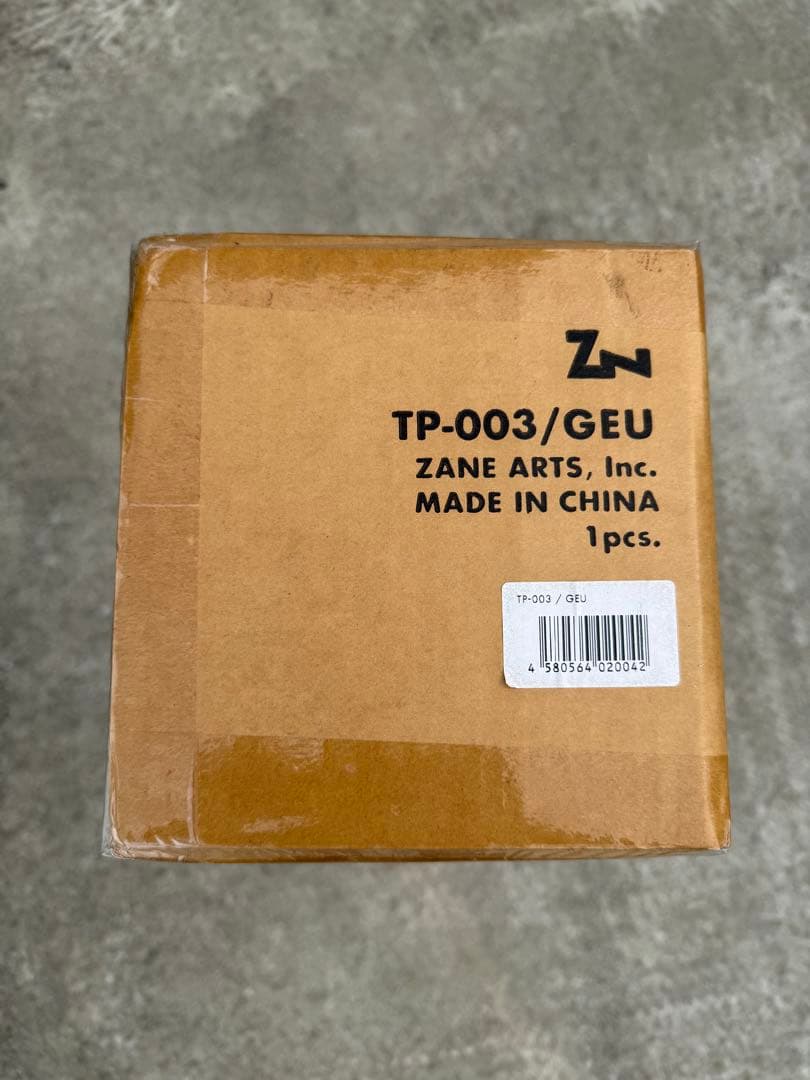 ZN
TP-003/GEU
ZANE ARTS, Inc.
MADE IN CHINA
1pcs.
TP-003 / GEU
4 580564 020042